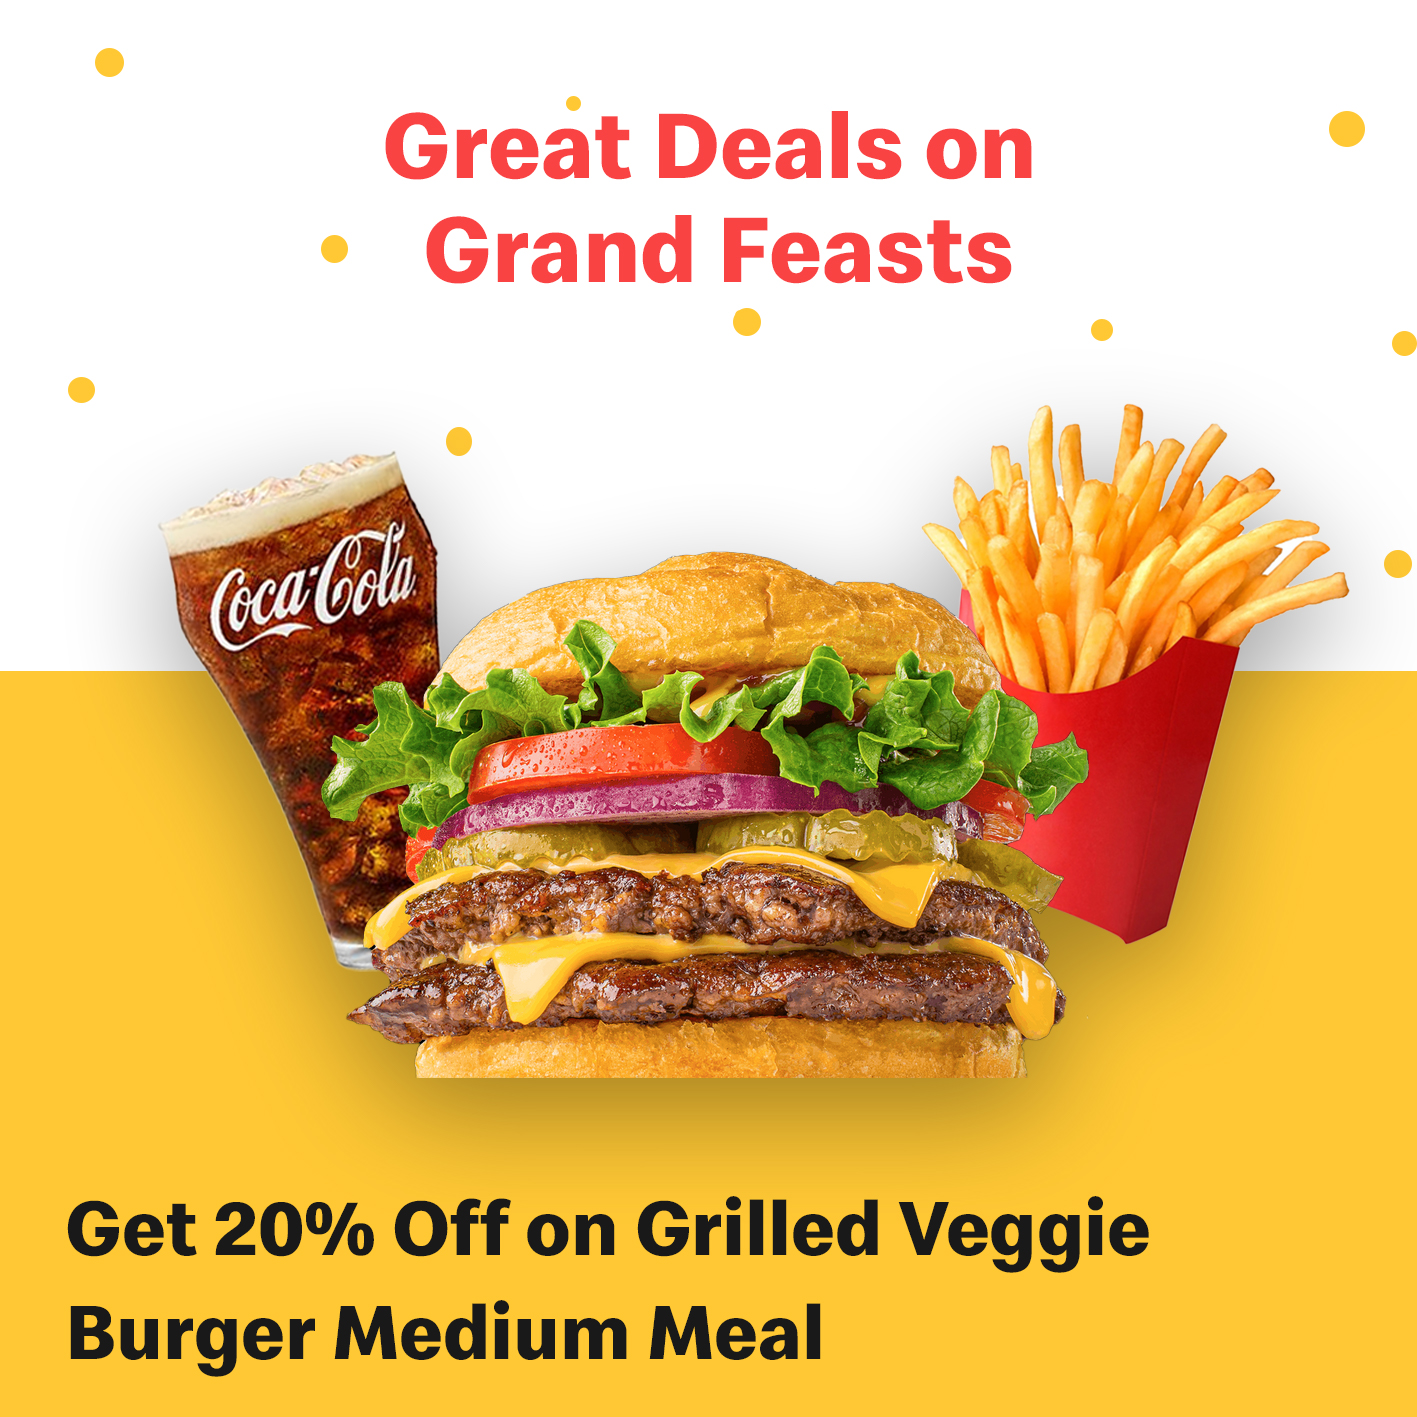 Great Deals on
Grand Feasts
Coca-Cola
Get 20% Off on Grilled Veggie
Burger Medium Meal